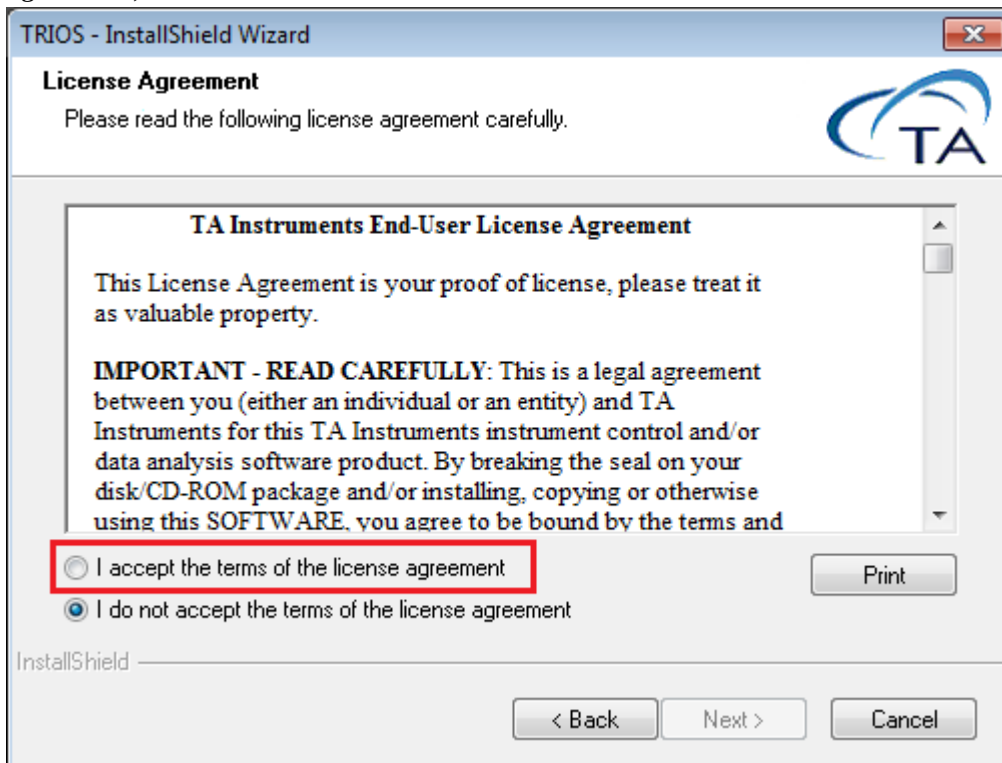 TRIOS - InstallShield Wizard
License Agreement
Please read the following license agreement carefully.
TA
TA Instruments End-User License Agreement
This License Agreement is your proof of license, please treat it
as valuable property.
IMPORTANT - READ CAREFULLY: This is a legal agreement
between you (either an individual or an entity) and TA
Instruments for this TA Instruments instrument control and/or
data analysis software product. By breaking the seal on your
disk/CD-ROM package and/or installing, copying or otherwise
using this SOFTWARE, you agree to be bound by the terms and
I accept the terms of the license agreement
Print
I do not accept the terms of the license agreement
InstallShield
< Back Next > Cancel